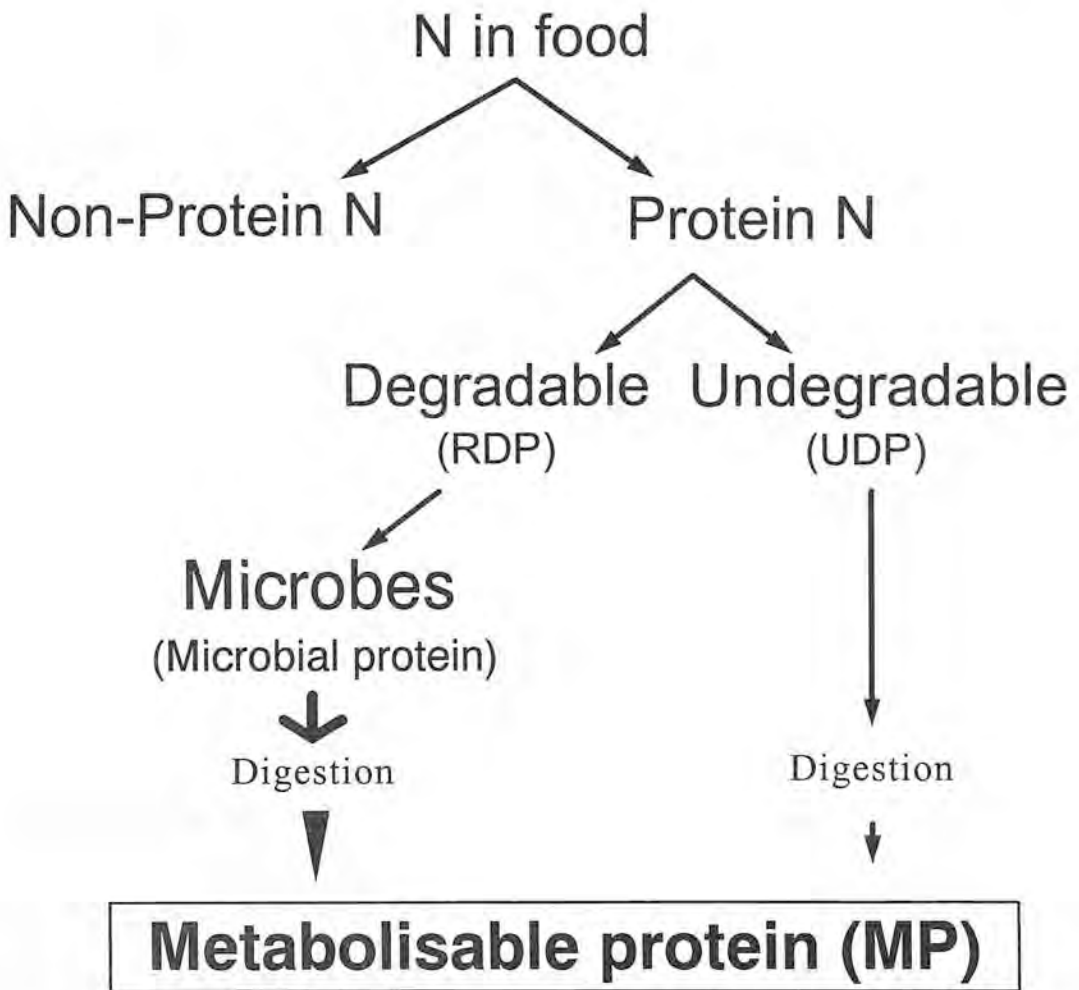 N in food
Non-Protein N
Protein N
Degradable
Undegradable
(RDP)
(UDP)
Microbes
(Microbial protein)
Digestion
Digestion
Metabolisable protein (MP)